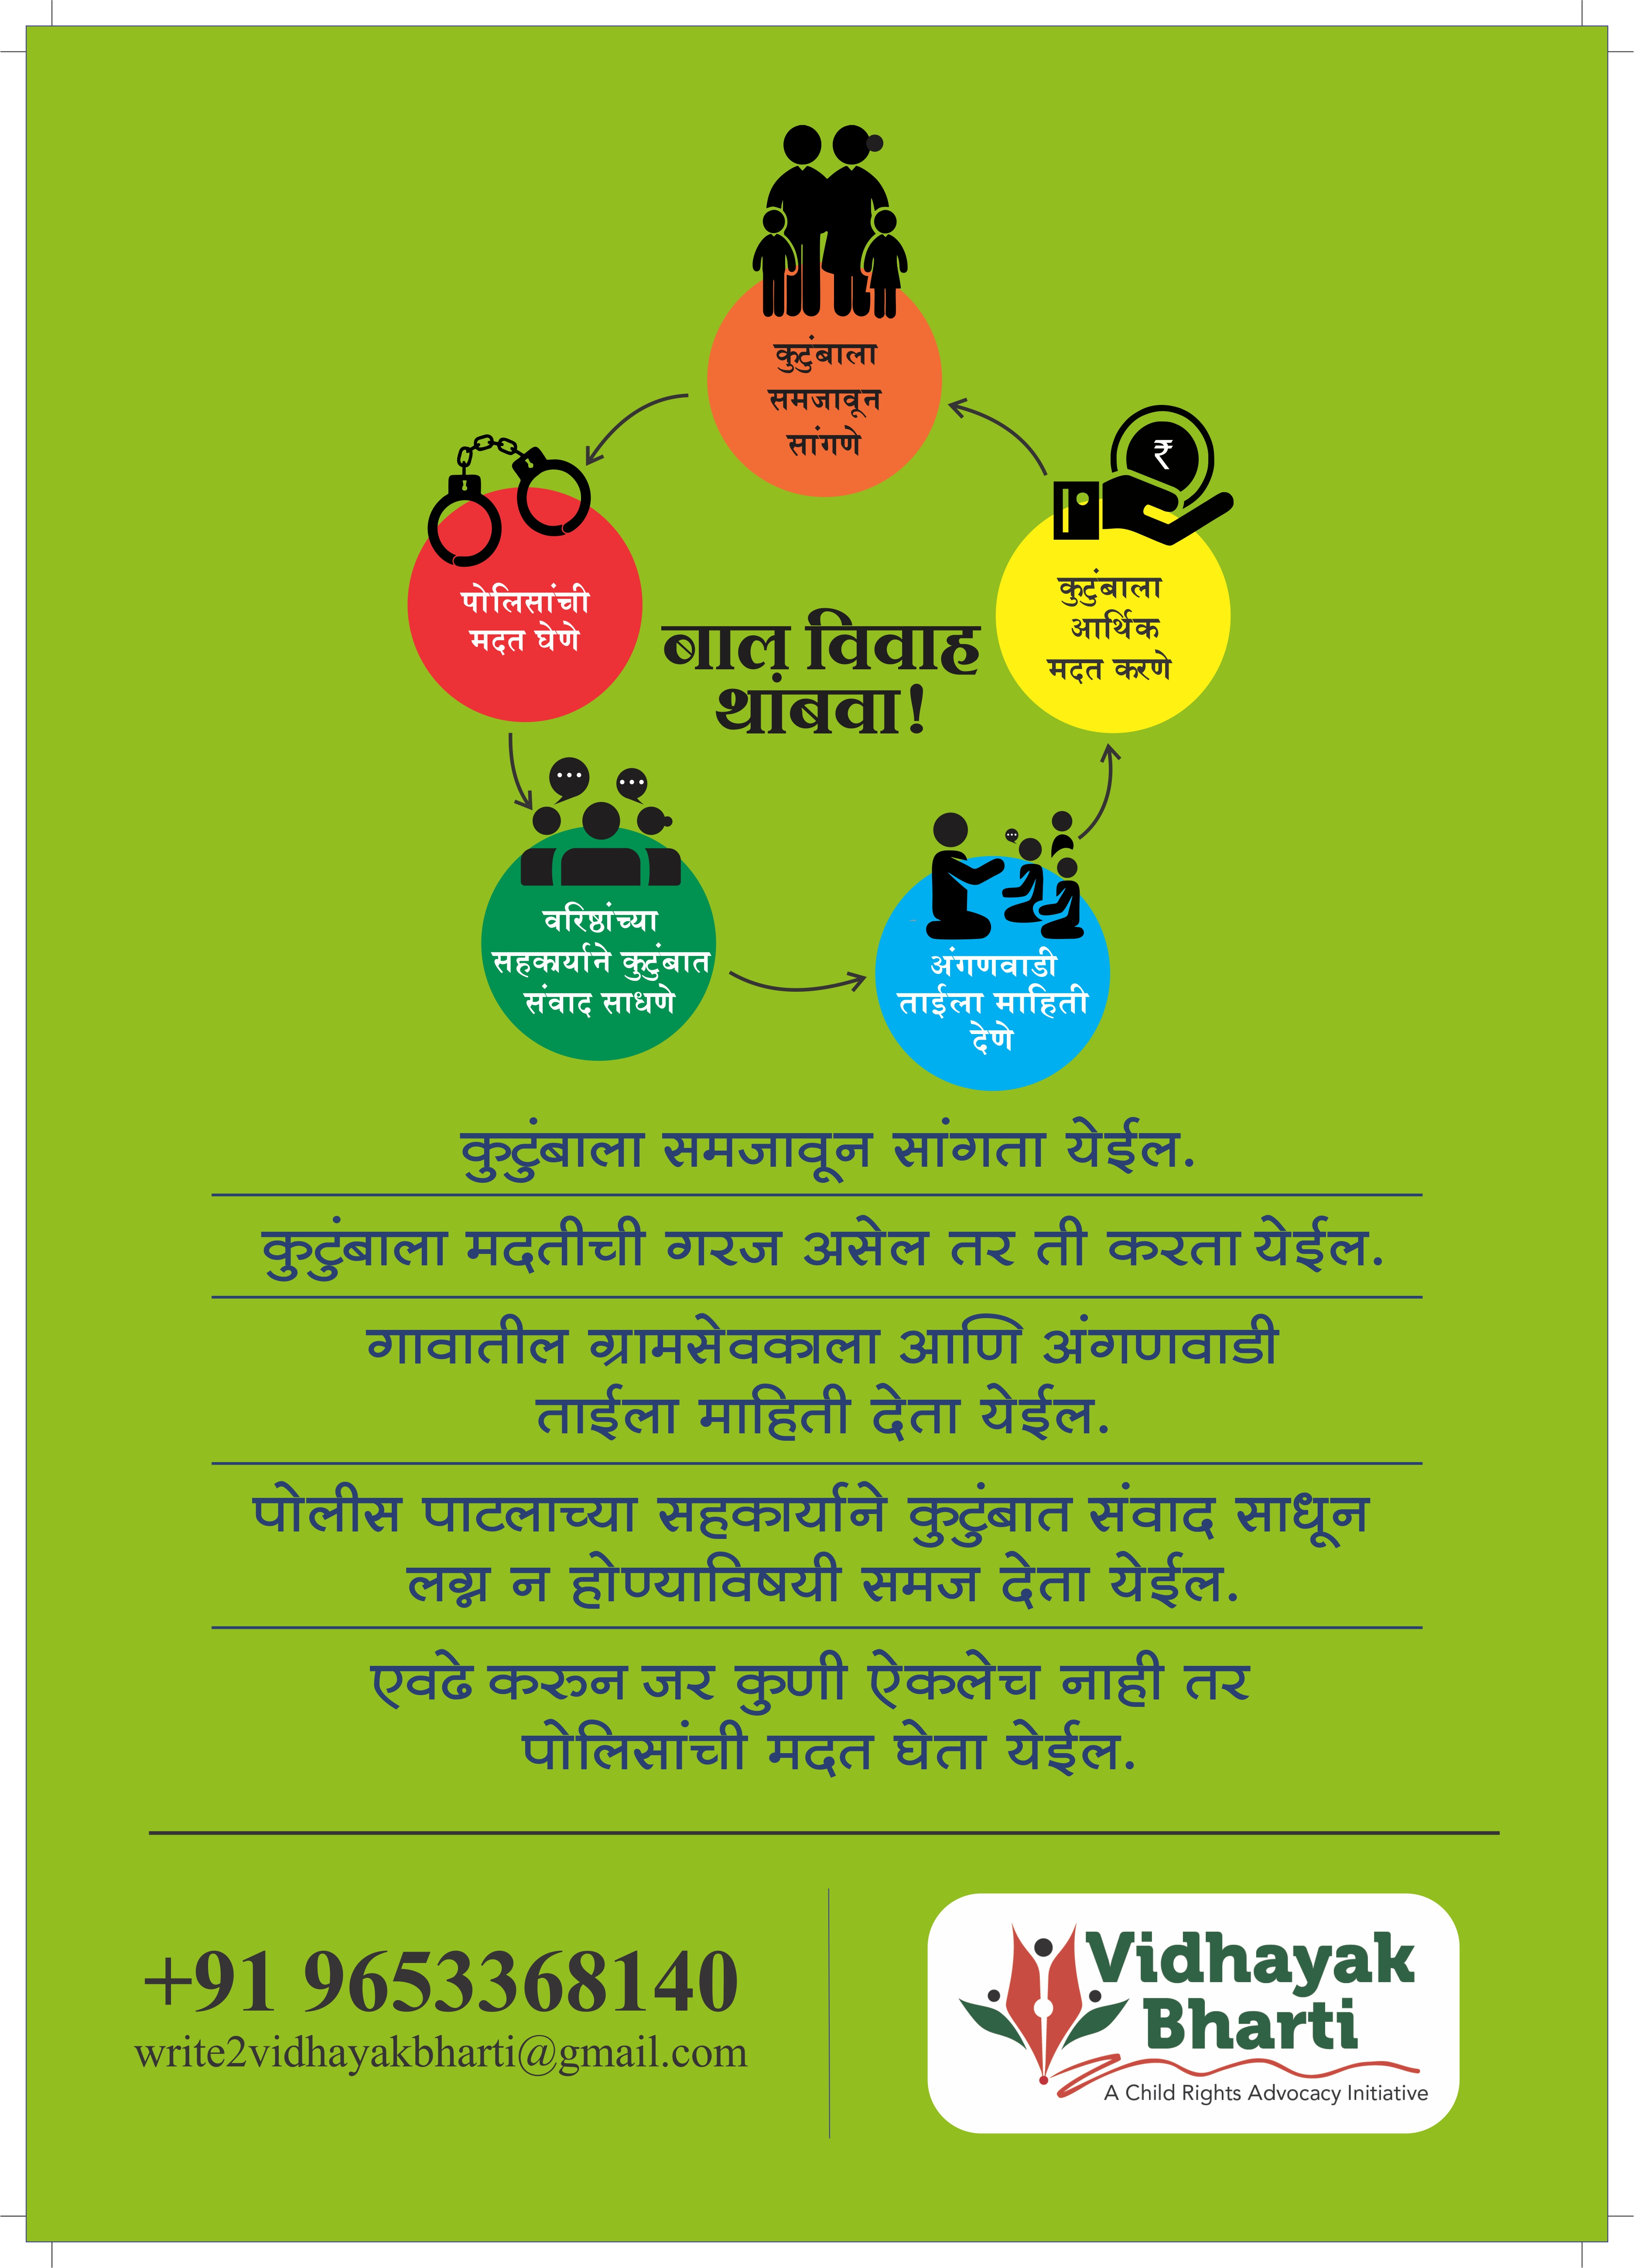 कुटुंबाला
समजावून
सांगणे
₹
पोलिसांची
मदत घेणे
कुटुंबाला
आर्थिक
मदत करणे
बाल विवाह
थांबवा!
वरिष्ठांच्या
सहकार्याने कुटुंबात
संवाद साधणे
अंगणवाडी
ताईला माहिती
देणे
कुटुंबाला समजावून सांगता येईल.
कुटुंबाला मदतीची गरज असेल तर ती करता येईल.
गावातील ग्रामसेवकाला आणि अंगणवाडी
ताईला माहिती देता येईल.
पोलीस पाटलाच्या सहकार्याने कुटुंबात संवाद साधून
लग्न न होण्याविषयी समज देता येईल.
एवढे करून जर कुणी ऐकलेच नाही तर
पोलिसांची मदत घेता येईल.
+91 9653368140
write2vidhayakbharti@gmail.com
Vidhayak
Bharti
A Child Rights Advocacy Initiative